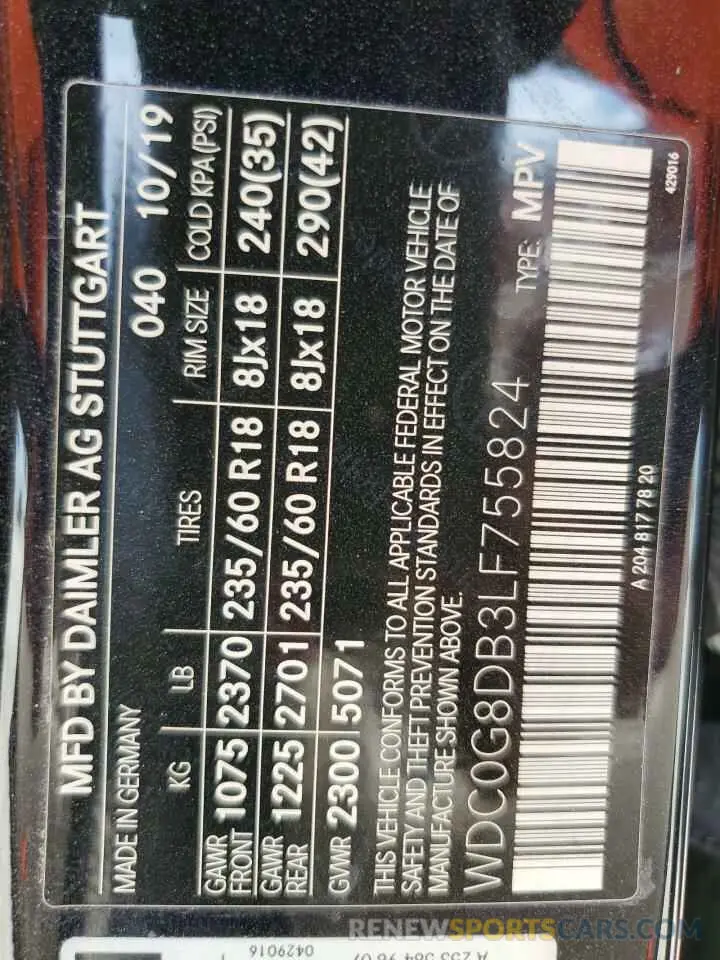 MFD BY DAIMLER AG STUTTGART
MADE IN GERMANY 040 10/19
KG LB TIRES RIM SIZE COLD KPA(PSI)
GAWR FRONT 1075 2370 235/60 R18 8Jx18 240(35)
GAWR REAR 1225 2701 235/60 R18 8Jx18 290(42)
GVWR 2300 5071
THIS VEHICLE CONFORMS TO ALL APPLICABLE FEDERAL MOTOR VEHICLE
SAFETY AND THEFT PREVENTION STANDARDS IN EFFECT ON THE DATE OF
MANUFACTURE SHOWN ABOVE.
WDC0G8DB3LF755824 TYPE: MPV
A 204 817 78 20 429016
0429016
RENEWSPORTSCARS.COM